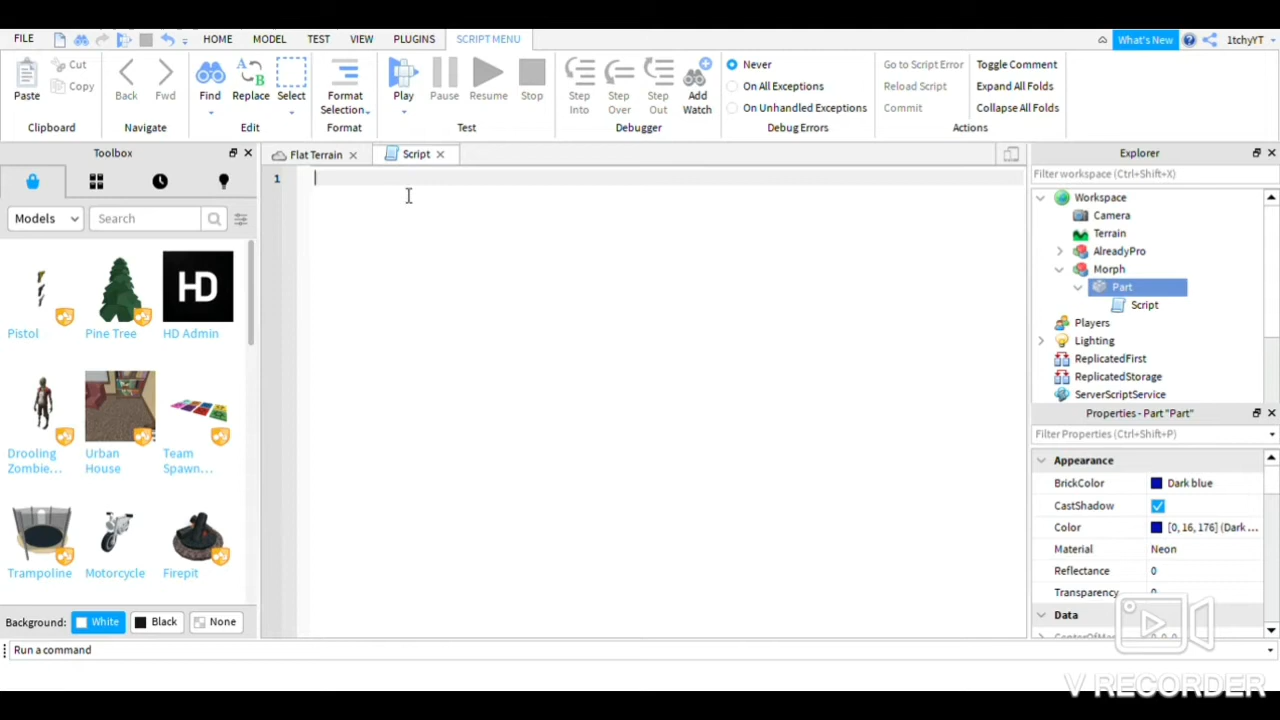 FILE HOME MODEL TEST VIEW PLUGINS SCRIPT MENU What's New 1tchyYT
Paste Cut Copy Back Fwd Find Replace Select Format Selection Play Pause Resume Stop Step Into Step Over Step Out Add Watch
Never
On All Exceptions
On Unhandled Exceptions
Go to Script Error
Reload Script
Commit
Toggle Comment
Expand All Folds
Collapse All Folds
Clipboard Navigate Edit Format Test Debugger Debug Errors Actions
Toolbox
Models Search
HD
Pistol Pine Tree HD Admin
Drooling Zombie... Urban House Team Spawn...
Trampoline Motorcycle Firepit
Background: White Black None
Run a command
Flat Terrain Script
1
Explorer
Filter workspace (Ctrl+Shift+X)
Workspace
Camera
Terrain
AlreadyPro
Morph
Part
Script
Players
Lighting
ReplicatedFirst
ReplicatedStorage
ServerScriptService
Properties - Part "Part"
Filter Properties (Ctrl+Shift+P)
Appearance
BrickColor Dark blue
CastShadow
Color [0, 16, 176] (Dark ...
Material Neon
Reflectance 0
Transparency 0
Data
V RECORDER